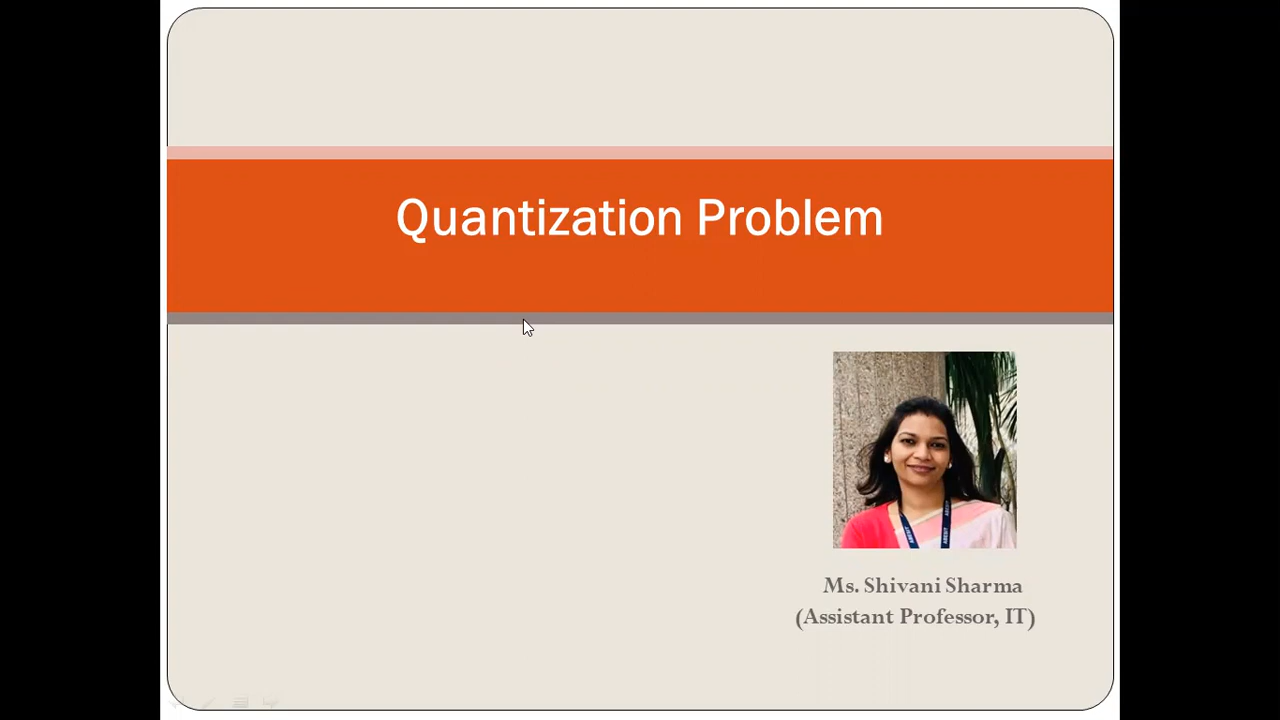 Quantization Problem
Ms. Shivani Sharma
(Assistant Professor, IT)